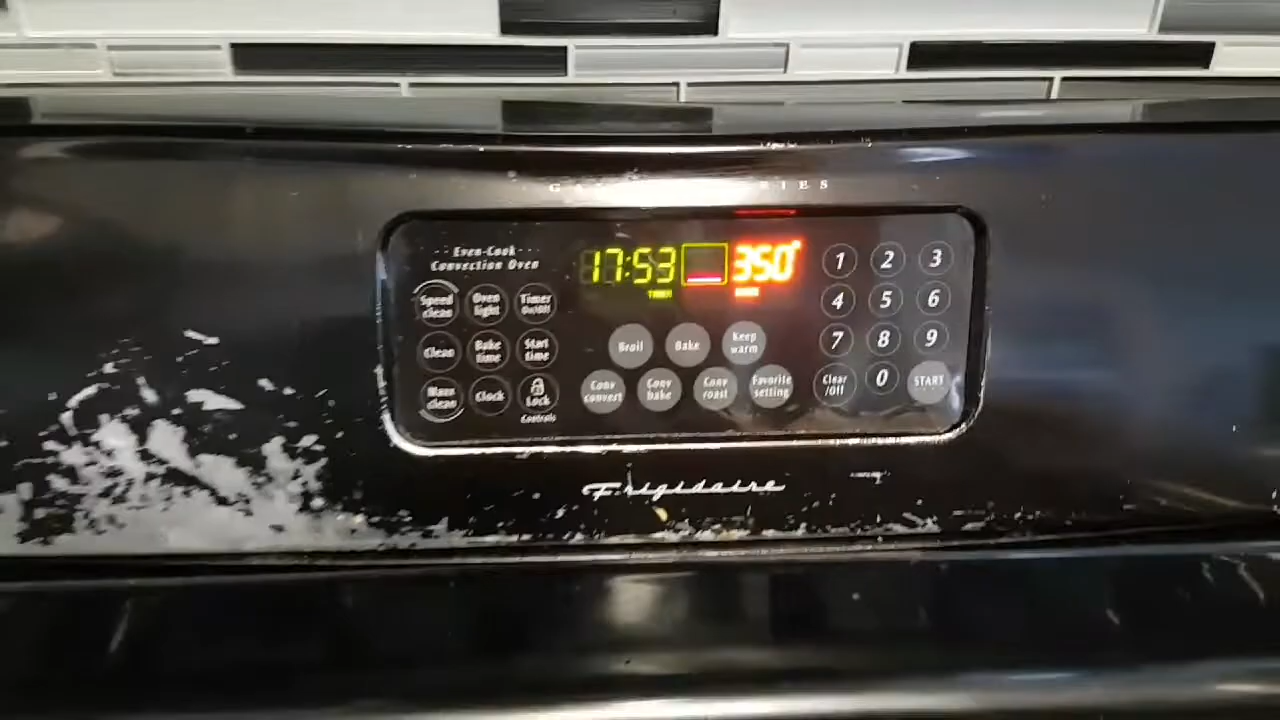 Even-Cook
Convection Oven
17:53 350°
TIMER
Speed clean
Oven light
Timer On/Off
Clean
Bake time
Start time
Maxx clean
Clock
Lock
Controls
Broil
Bake
Keep warm
Conv convert
Conv bake
Conv roast
Favorite setting
1 2 3
4 5 6
7 8 9
Clear /off
0
START
Frigidaire